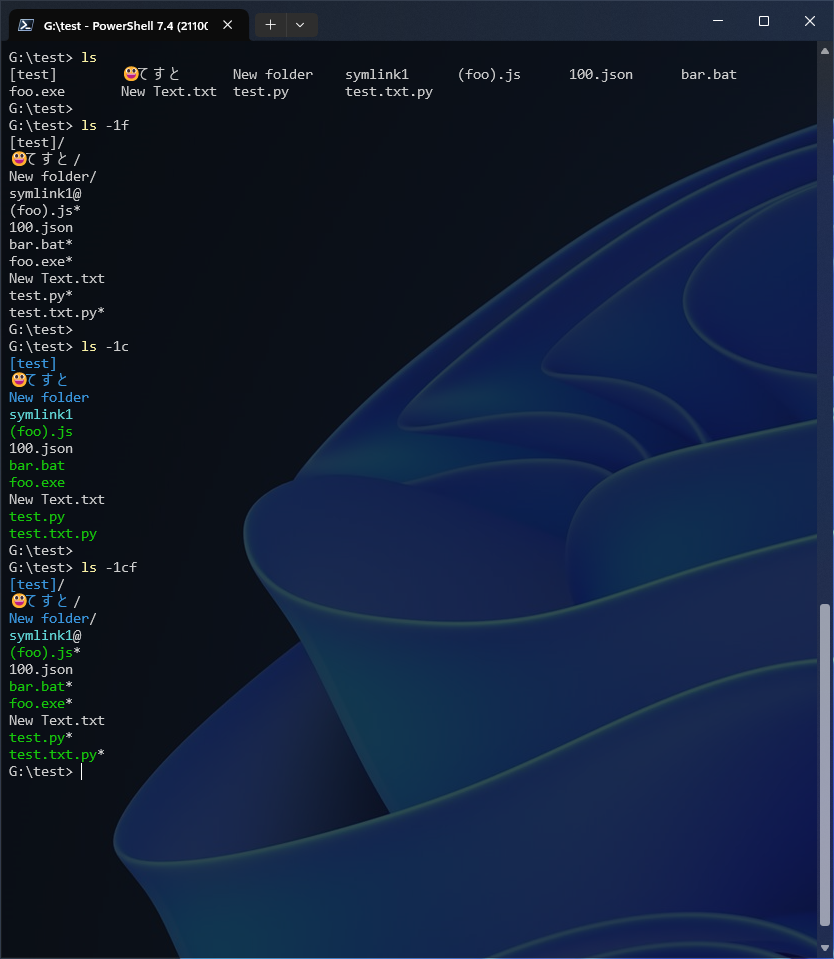 G:\test - PowerShell 7.4 (2110
G:\test> ls
[test] 😀てすと New folder symlink1 (foo).js 100.json bar.bat
foo.exe New Text.txt test.py test.txt.py
G:\test>
G:\test> ls -1f
[test]/
😀てすと/
New folder/
symlink1@
(foo).js*
100.json
bar.bat*
foo.exe*
New Text.txt
test.py*
test.txt.py*
G:\test>
G:\test> ls -1c
[test]
😀てすと
New folder
symlink1
(foo).js
100.json
bar.bat
foo.exe
New Text.txt
test.py
test.txt.py
G:\test>
G:\test> ls -1cf
[test]/
😀てすと/
New folder/
symlink1@
(foo).js*
100.json
bar.bat*
foo.exe*
New Text.txt
test.py*
test.txt.py*
G:\test>